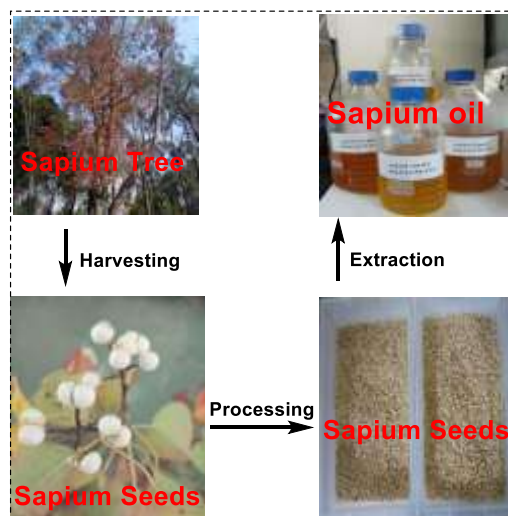 Sapium Tree
Sapium oil
Harvesting
Extraction
Sapium Seeds
Processing
Sapium Seeds